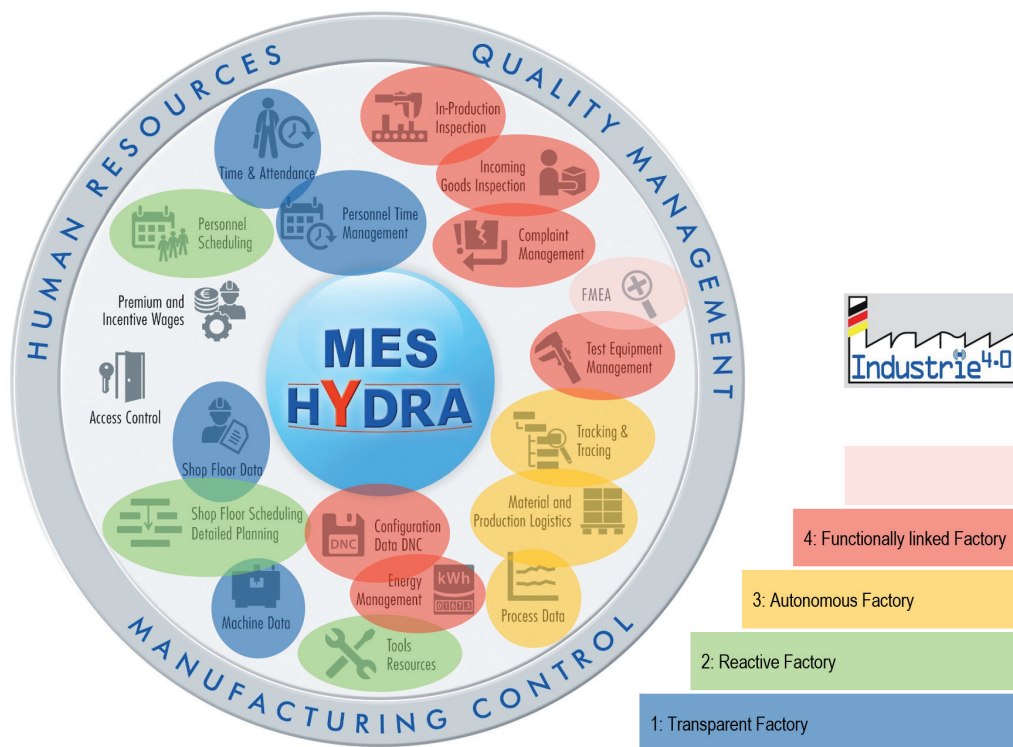 HUMAN RESOURCES
QUALITY MANAGEMENT
MANUFACTURING CONTROL
Time & Attendance
Personnel
Scheduling
Personnel Time
Management
Premium and
Incentive Wages
Access Control
In-Production
Inspection
Incoming
Goods Inspection
Complaint
Management
FMEA
Test Equipment
Management
MES
HYDRA
Tracking &
Tracing
Material and
Production Logistics
Process Data
Shop Floor Data
Shop Floor Scheduling
Detailed Planning
Machine Data
DNC
Configuration
Data DNC
Energy
Management
kWh
01673
Tools
Resources
Industrie 4.0
4: Functionally linked Factory
3: Autonomous Factory
2: Reactive Factory
1: Transparent Factory